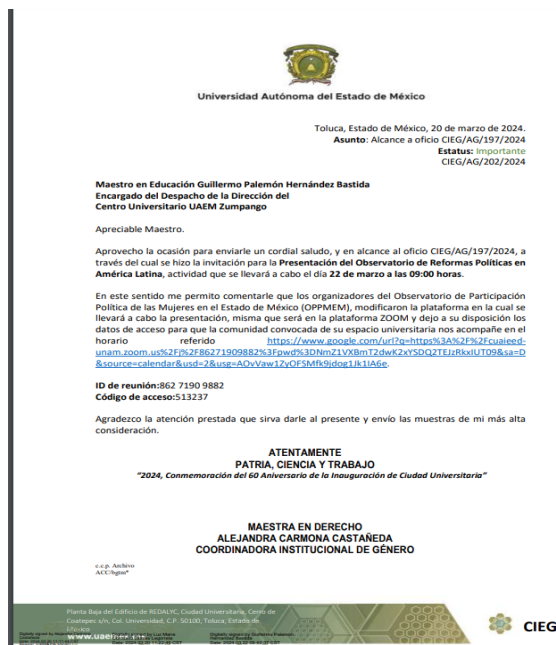 Universidad Autónoma del Estado de México
Toluca, Estado de México, 20 de marzo de 2024.
Asunto: Alcance a oficio CIEG/AG/197/2024
Estatus: Importante
CIEG/AG/202/2024
Maestro en Educación Guillermo Palemón Hernández Bastida
Encargado del Despacho de la Dirección del
Centro Universitario UAEM Zumpango
Apreciable Maestro.
Aprovecho la ocasión para enviarle un cordial saludo, y en alcance al oficio CIEG/AG/197/2024, a
través del cual se hizo la invitación para la Presentación del Observatorio de Reformas Políticas en
América Latina, actividad que se llevará a cabo el día 22 de marzo a las 09:00 horas.
En este sentido me permito comentarle que los organizadores del Observatorio de Participación
Política de las Mujeres en el Estado de México (OPPMEM), modificaron la plataforma en la cual se
llevará a cabo la presentación, misma que será en la plataforma ZOOM y dejo a su disposición los
datos de acceso para que la comunidad convocada de su espacio universitaria nos acompañe en el
horario referido https://www.google.com/url?q=https%3A%2F%2Fcuaieed-
unam.zoom.us%2Fj%2F86271909882%3Fpwd%3DNmZ1VXBmT2dwK2xYSDQ2TEJzRkxIUT09&sa=D
&source=calendar&usd=2&usg=AOvVaw1ZyOFSMfk9jdog1Jk1IA6e.
ID de reunión:862 7190 9882
Código de acceso:513237
Agradezco la atención prestada que sirva darle al presente y envío las muestras de mi más alta
consideración.
ATENTAMENTE
PATRIA, CIENCIA Y TRABAJO
"2024, Conmemoración del 60 Aniversario de la Inauguración de Ciudad Universitaria"
MAESTRA EN DERECHO
ALEJANDRA CARMONA CASTAÑEDA
COORDINADORA INSTITUCIONAL DE GÉNERO
c.c.p. Archivo
ACC/bgtm*
Planta Baja del Edificio de REDALYC, Ciudad Universitaria, Cerro de
Coatepec s/n, Col. Universidad, C.P. 50100, Toluca, Estado de
México
CIEG